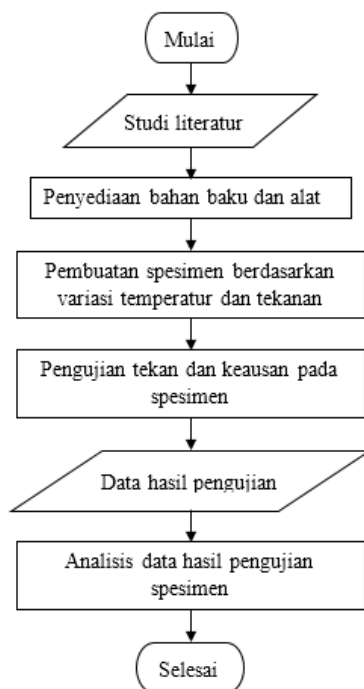 Mulai
Studi literatur
Penyediaan bahan baku dan alat
Pembuatan spesimen berdasarkan
variasi temperatur dan tekanan
Pengujian tekan dan keausan pada
spesimen
Data hasil pengujian
Analisis data hasil pengujian
spesimen
Selesai